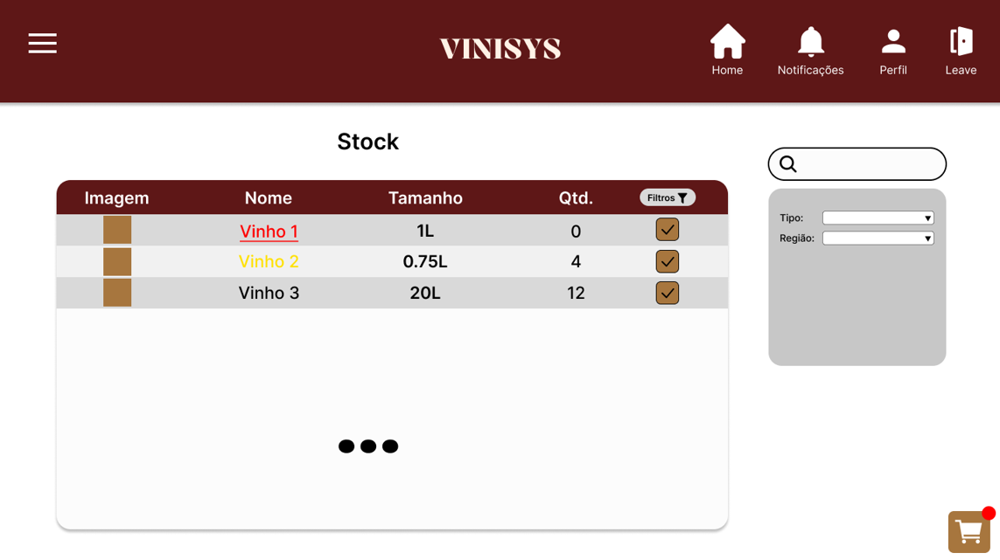 VINISYS
Home Notificações Perfil Leave
Stock
Imagem Nome Tamanho Qtd. Filtros
Vinho 1 1L 0
Vinho 2 0.75L 4
Vinho 3 20L 12
Tipo:
Região: